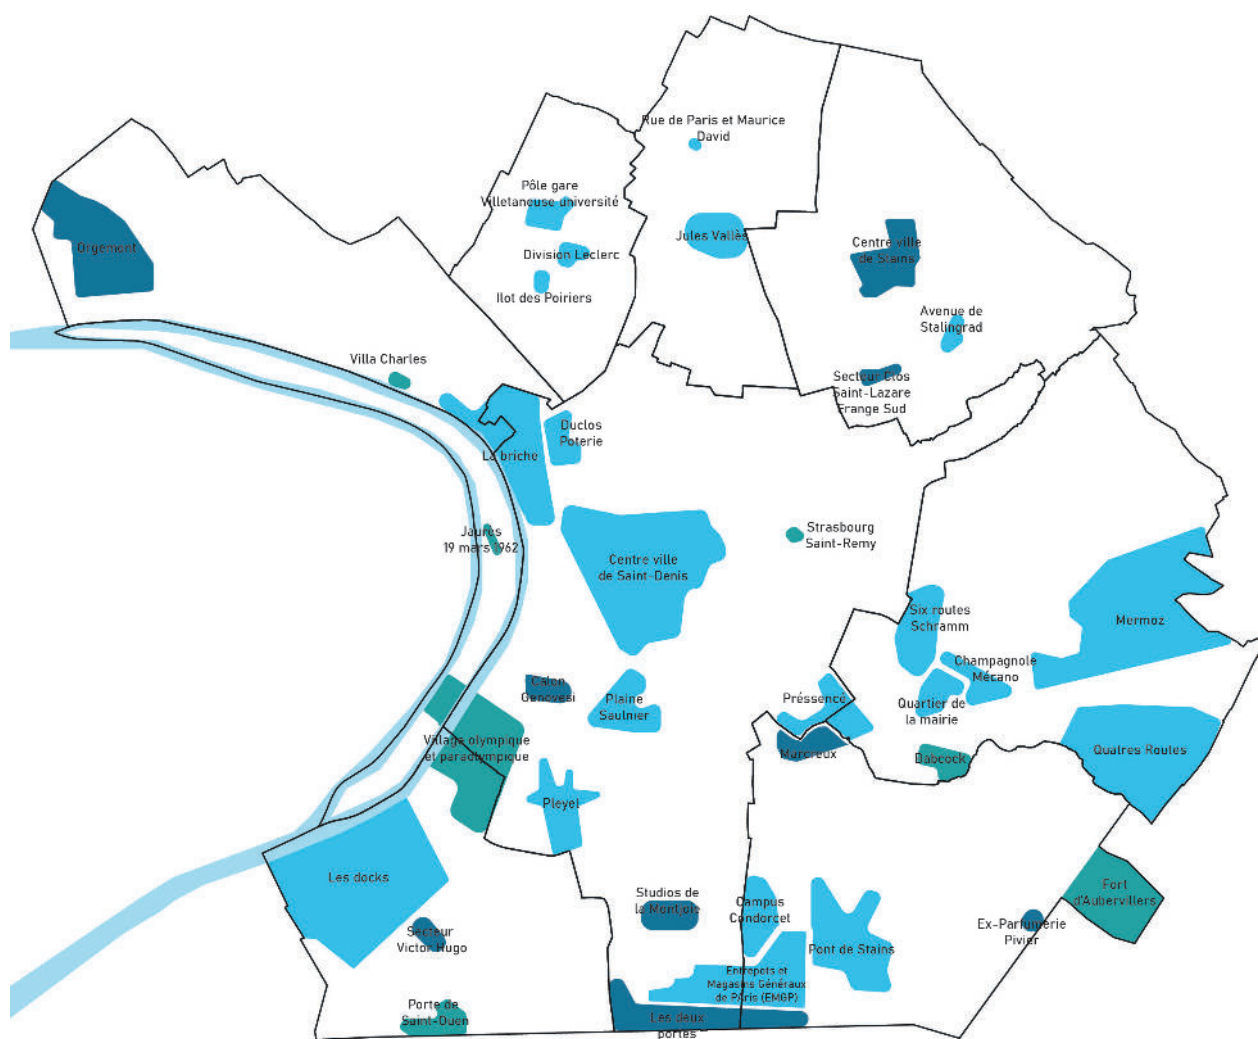 Rue de Paris et Maurice
David
Pôle gare
Villetaneuse université
Orgemont
Jules Vallès
Centre ville
de Stains
Division Leclerc
Ilot des Poiriers
Avenue de
Stalingrad
Villa Charles
Secteur Clos
Saint-Lazare
Frange Sud
Duclos
Poterie
La briche
Jaurès
19 mars 1962
Strasbourg
Saint-Remy
Centre ville
de Saint-Denis
Six routes
Schramm
Mermoz
Champagnole
Mécano
Calon
Genovesi
Plaine
Saulnier
Préssencé
Quartier de
la mairie
Village olympique
et paradlympique
Murcreux
Dabcock
Quatres Routes
Pleyel
Les docks
Studios de
la Montjoie
Campus
Condorcet
Fort
d'Aubervillers
Secteur
Victor Hugo
Ex-Parfumerie
Pivier
Pont de Stains
Entrepots et
Magasins Généraux
de PAris (EMGP)
Porte de
Saint-Ouen
Les deux
portes